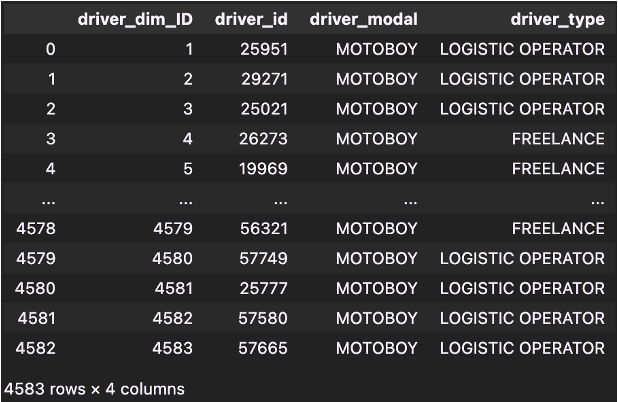 driver_dim_ID driver_id driver_modal driver_type
0 1 25951 MOTOBOY LOGISTIC OPERATOR
1 2 29271 MOTOBOY LOGISTIC OPERATOR
2 3 25021 MOTOBOY LOGISTIC OPERATOR
3 4 26273 MOTOBOY FREELANCE
4 5 19969 MOTOBOY FREELANCE
... ... ... ... ...
4578 4579 56321 MOTOBOY FREELANCE
4579 4580 57749 MOTOBOY LOGISTIC OPERATOR
4580 4581 25777 MOTOBOY LOGISTIC OPERATOR
4581 4582 57580 MOTOBOY LOGISTIC OPERATOR
4582 4583 57665 MOTOBOY LOGISTIC OPERATOR
4583 rows × 4 columns